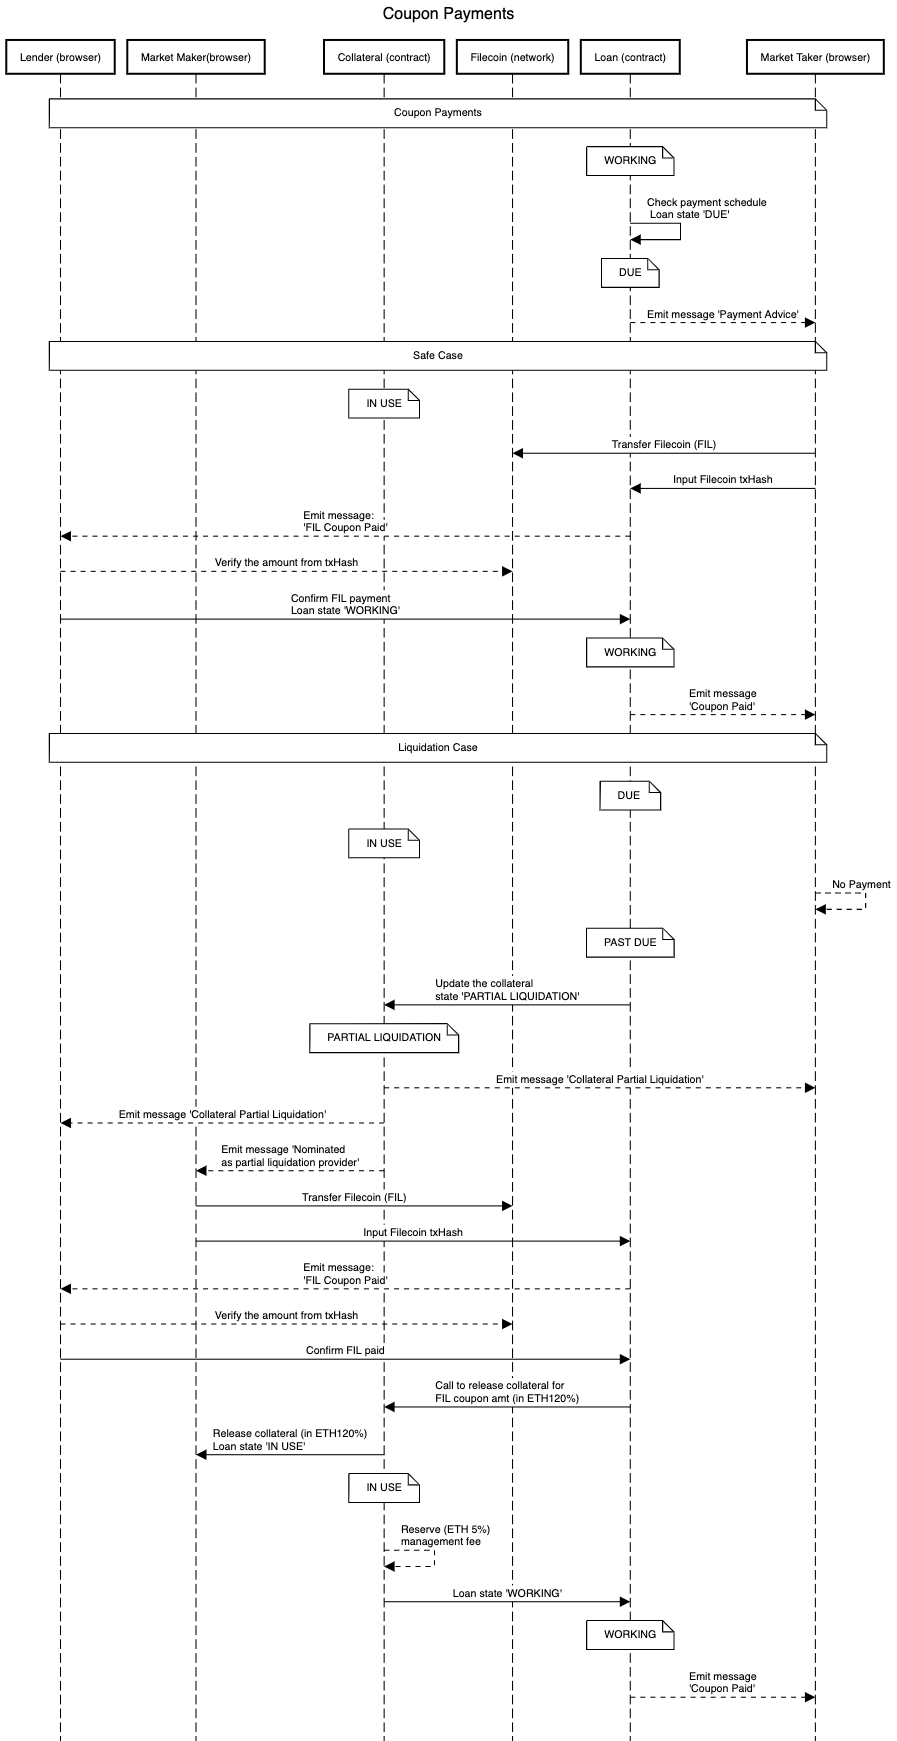 Coupon Payments
Lender (browser)
Market Maker(browser)
Collateral (contract)
Filecoin (network)
Loan (contract)
Market Taker (browser)
Coupon Payments
WORKING
Check payment schedule
Loan state 'DUE'
DUE
Emit message 'Payment Advice'
Safe Case
IN USE
Transfer Filecoin (FIL)
Input Filecoin txHash
Emit message:
'FIL Coupon Paid'
Verify the amount from txHash
Confirm FIL payment
Loan state 'WORKING'
WORKING
Emit message
'Coupon Paid'
Liquidation Case
DUE
IN USE
No Payment
PAST DUE
Update the collateral
state 'PARTIAL LIQUIDATION'
PARTIAL LIQUIDATION
Emit message 'Collateral Partial Liquidation'
Emit message 'Collateral Partial Liquidation'
Emit message 'Nominated
as partial liquidation provider'
Transfer Filecoin (FIL)
Input Filecoin txHash
Emit message:
'FIL Coupon Paid'
Verify the amount from txHash
Confirm FIL paid
Call to release collateral for
FIL coupon amt (in ETH120%)
Release collateral (in ETH120%)
Loan state 'IN USE'
IN USE
Reserve (ETH 5%)
management fee
Loan state 'WORKING'
WORKING
Emit message
'Coupon Paid'